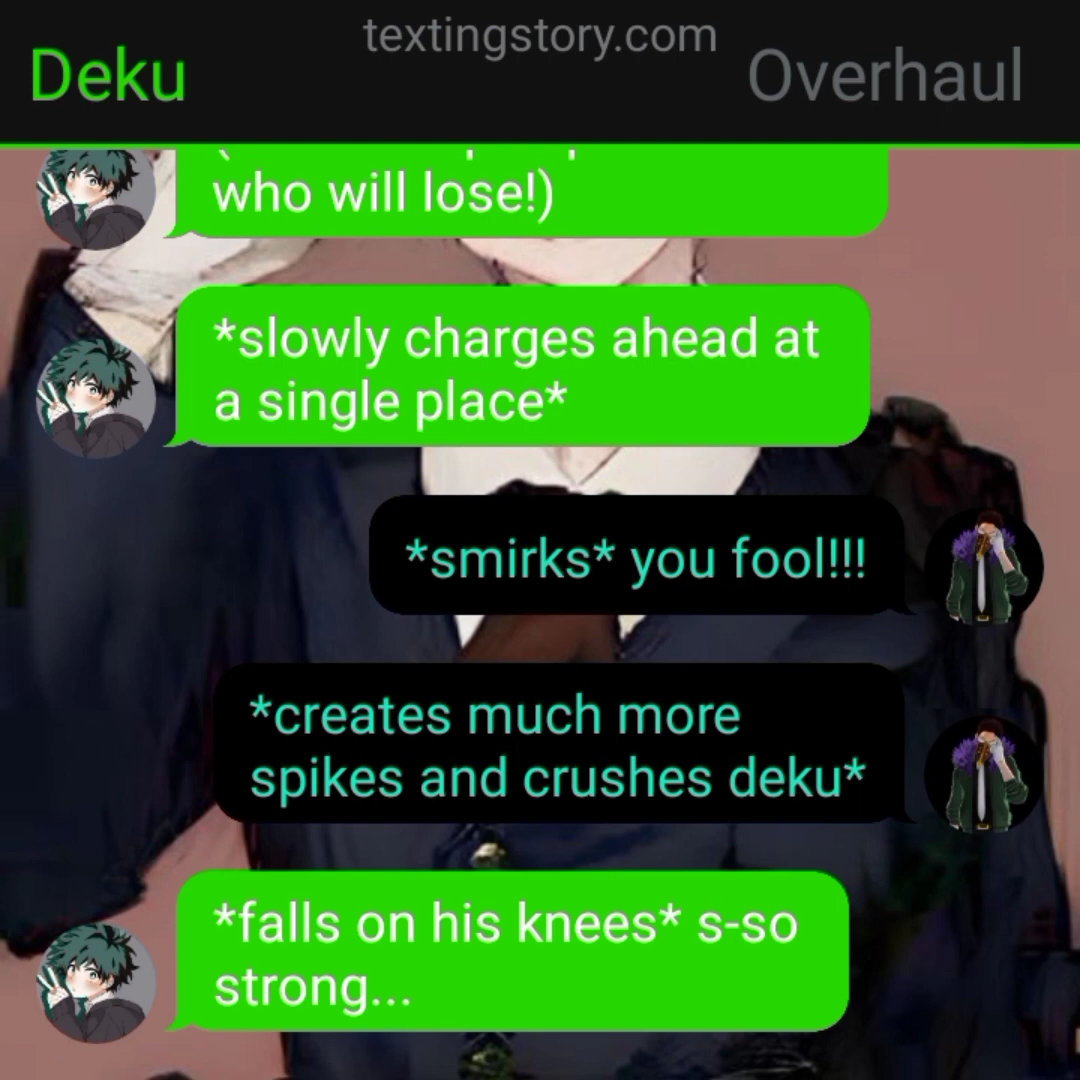 textingstory.com
Deku
Overhaul
who will lose!)
*slowly charges ahead at
a single place*
*smirks* you fool!!!
*creates much more
spikes and crushes deku*
*falls on his knees* s-so
strong...